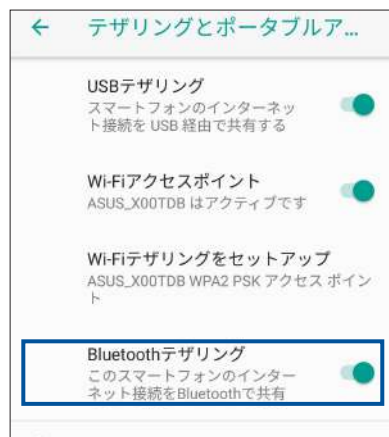 テザリングとポータブルア...
USBテザリング
スマートフォンのインターネッ
ト接続を USB 経由で共有する
Wi-Fiアクセスポイント
ASUS_X00TDB はアクティブです
Wi-Fiテザリングをセットアップ
ASUS_X00TDB WPA2 PSK アクセス ポイン
ト
Bluetoothテザリング
このスマートフォンのインター
ネット接続をBluetoothで共有